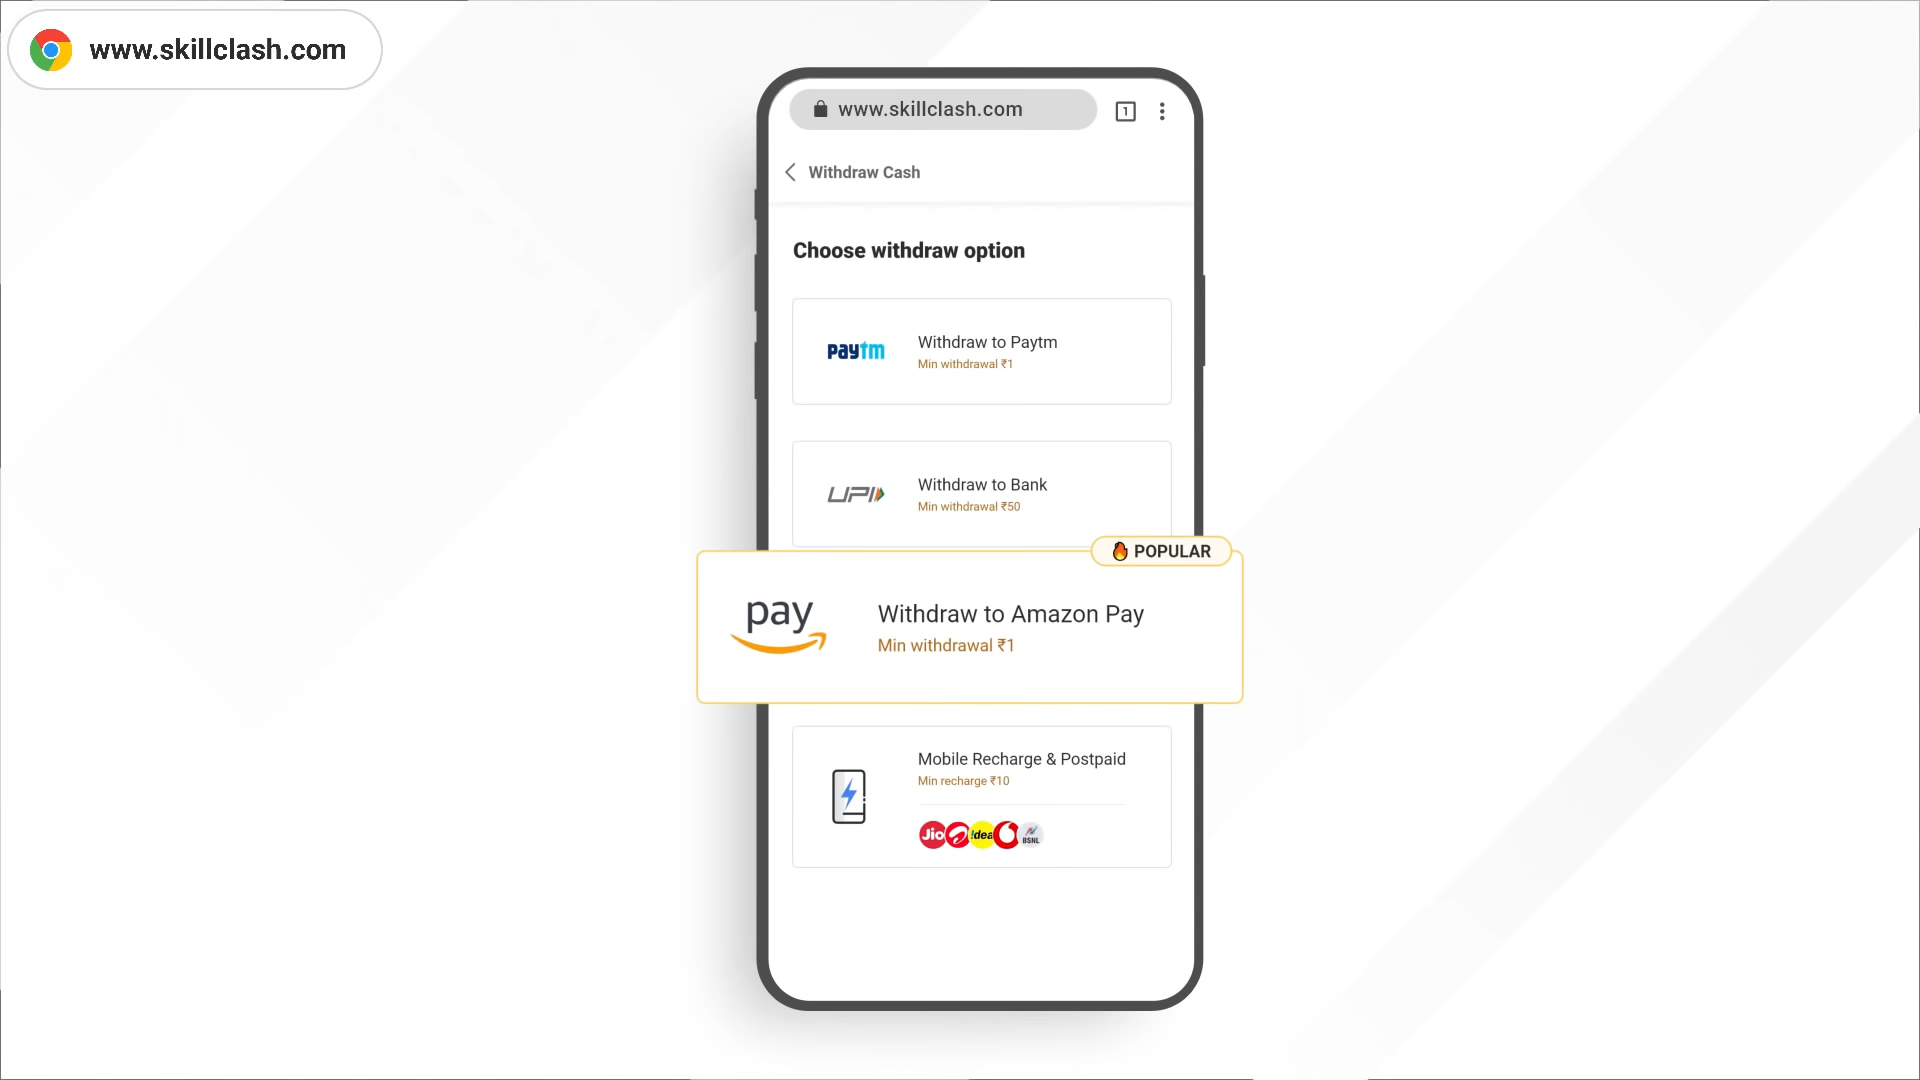 www.skillclash.com
www.skillclash.com
1
Withdraw Cash
Choose withdraw option
paytm
Withdraw to Paytm
Min withdrawal ₹1
UPI
Withdraw to Bank
Min withdrawal ₹50
POPULAR
pay
Withdraw to Amazon Pay
Min withdrawal ₹1
Mobile Recharge & Postpaid
Min recharge ₹10
Jio !dea BSNL